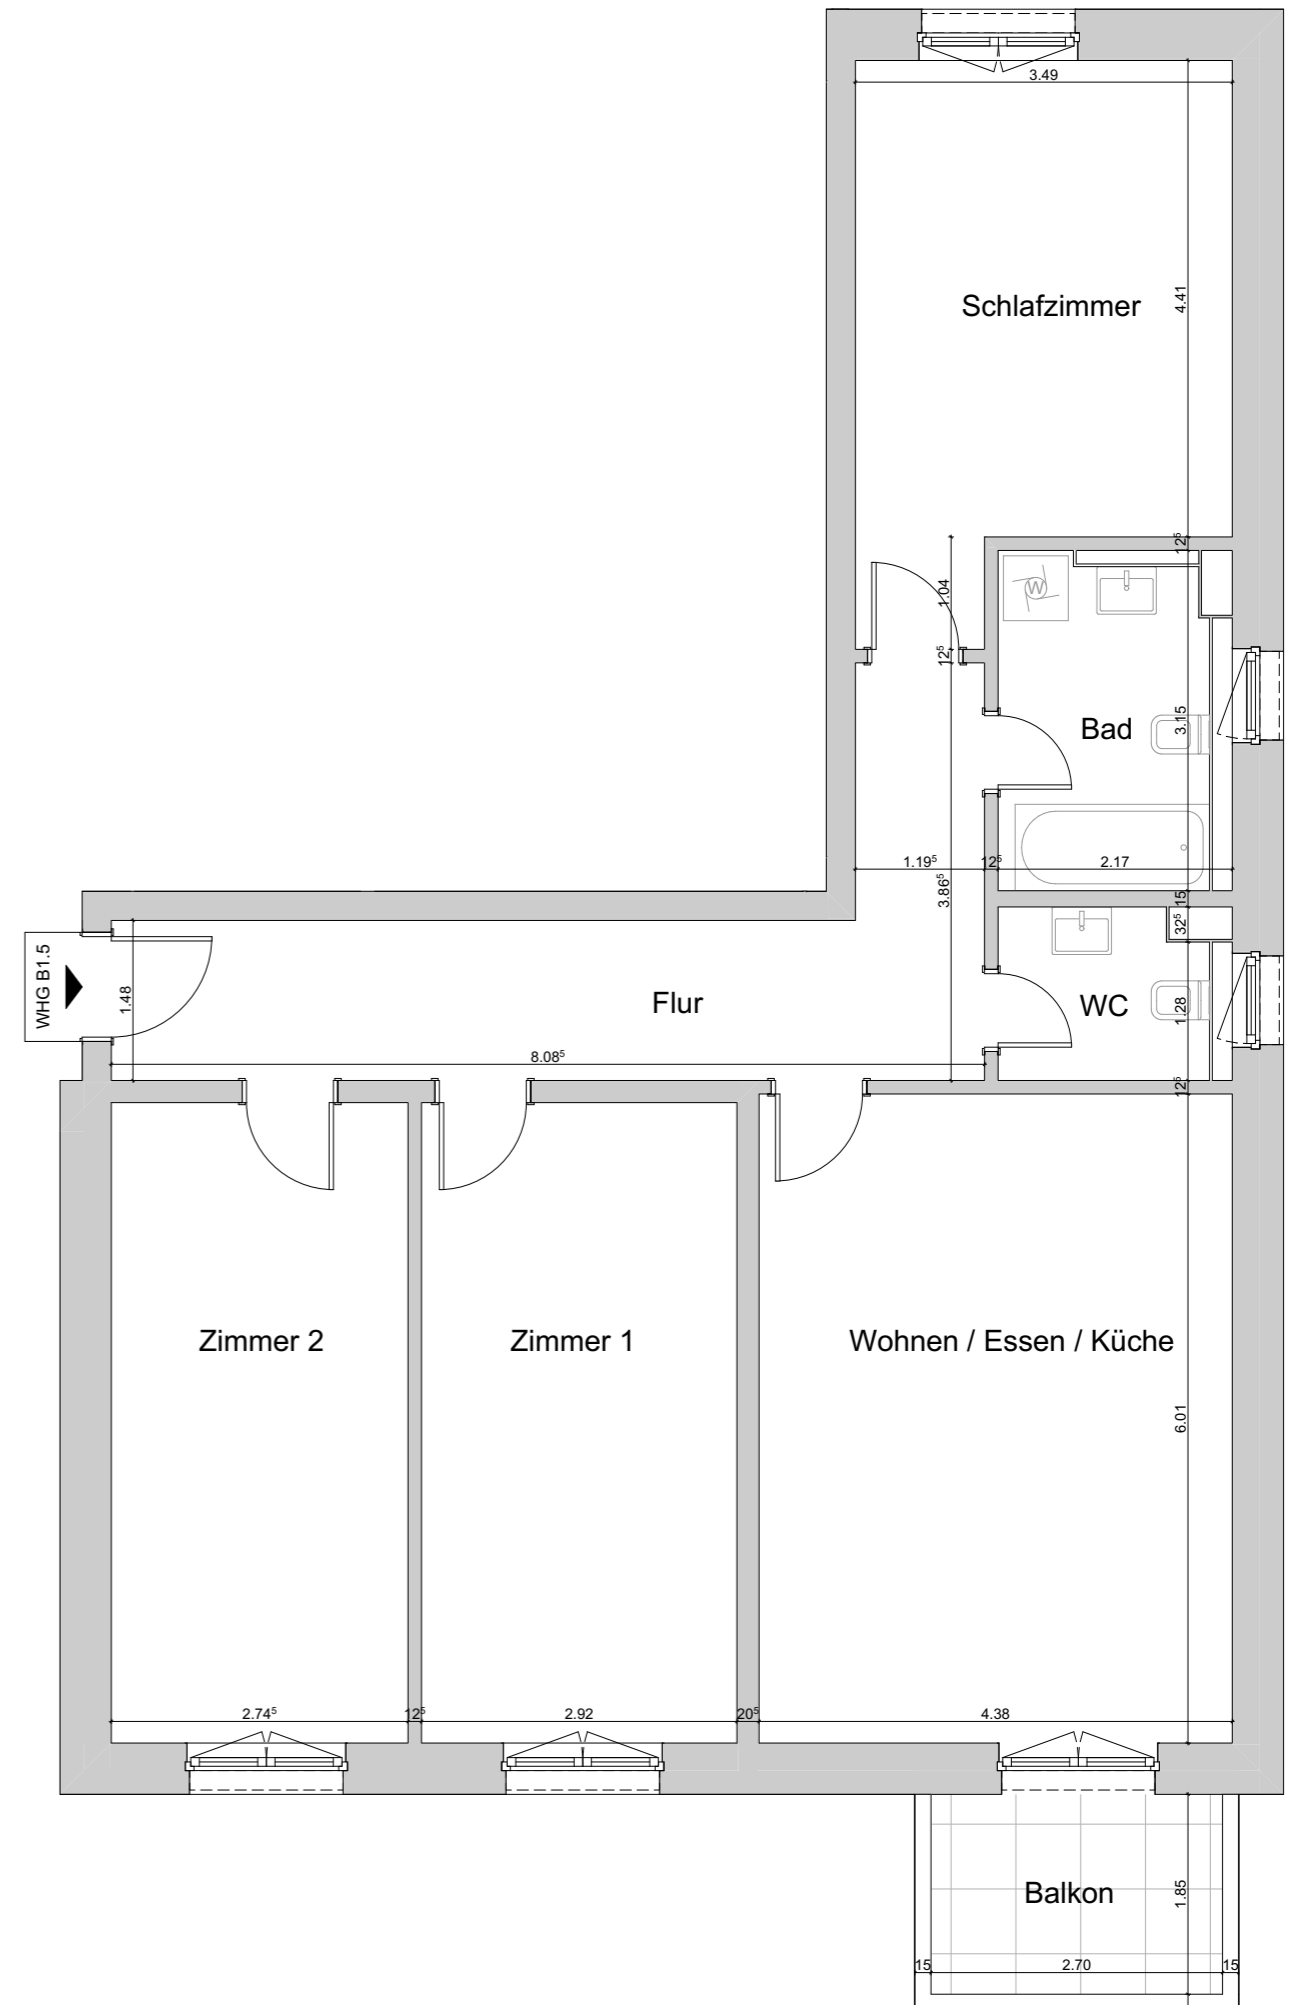 3.49
4.41
Schlafzimmer
12⁵
1.04
W
12⁵
3.15
Bad
1.19⁵
12⁵
2.17
3.86⁵
15
32⁵
WHG B1.5
1.48
Flur
WC
1.28
8.08⁵
12⁵
Zimmer 2
Zimmer 1
Wohnen / Essen / Küche
6.01
2.74⁵
12⁵
2.92
20⁵
4.38
Balkon
1.85
15
2.70
15